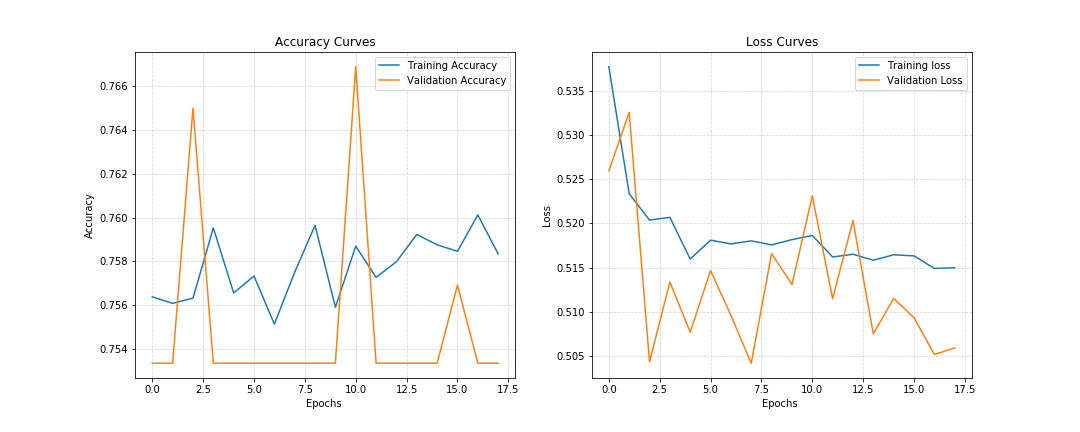 Accuracy Curves
Training Accuracy
Validation Accuracy
0.766
0.764
0.762
0.760
0.758
0.756
0.754
Accuracy
0.0 2.5 5.0 7.5 10.0 12.5 15.0 17.5
Epochs
Loss Curves
Training loss
Validation Loss
0.535
0.530
0.525
0.520
0.515
0.510
0.505
Loss
0.0 2.5 5.0 7.5 10.0 12.5 15.0 17.5
Epochs